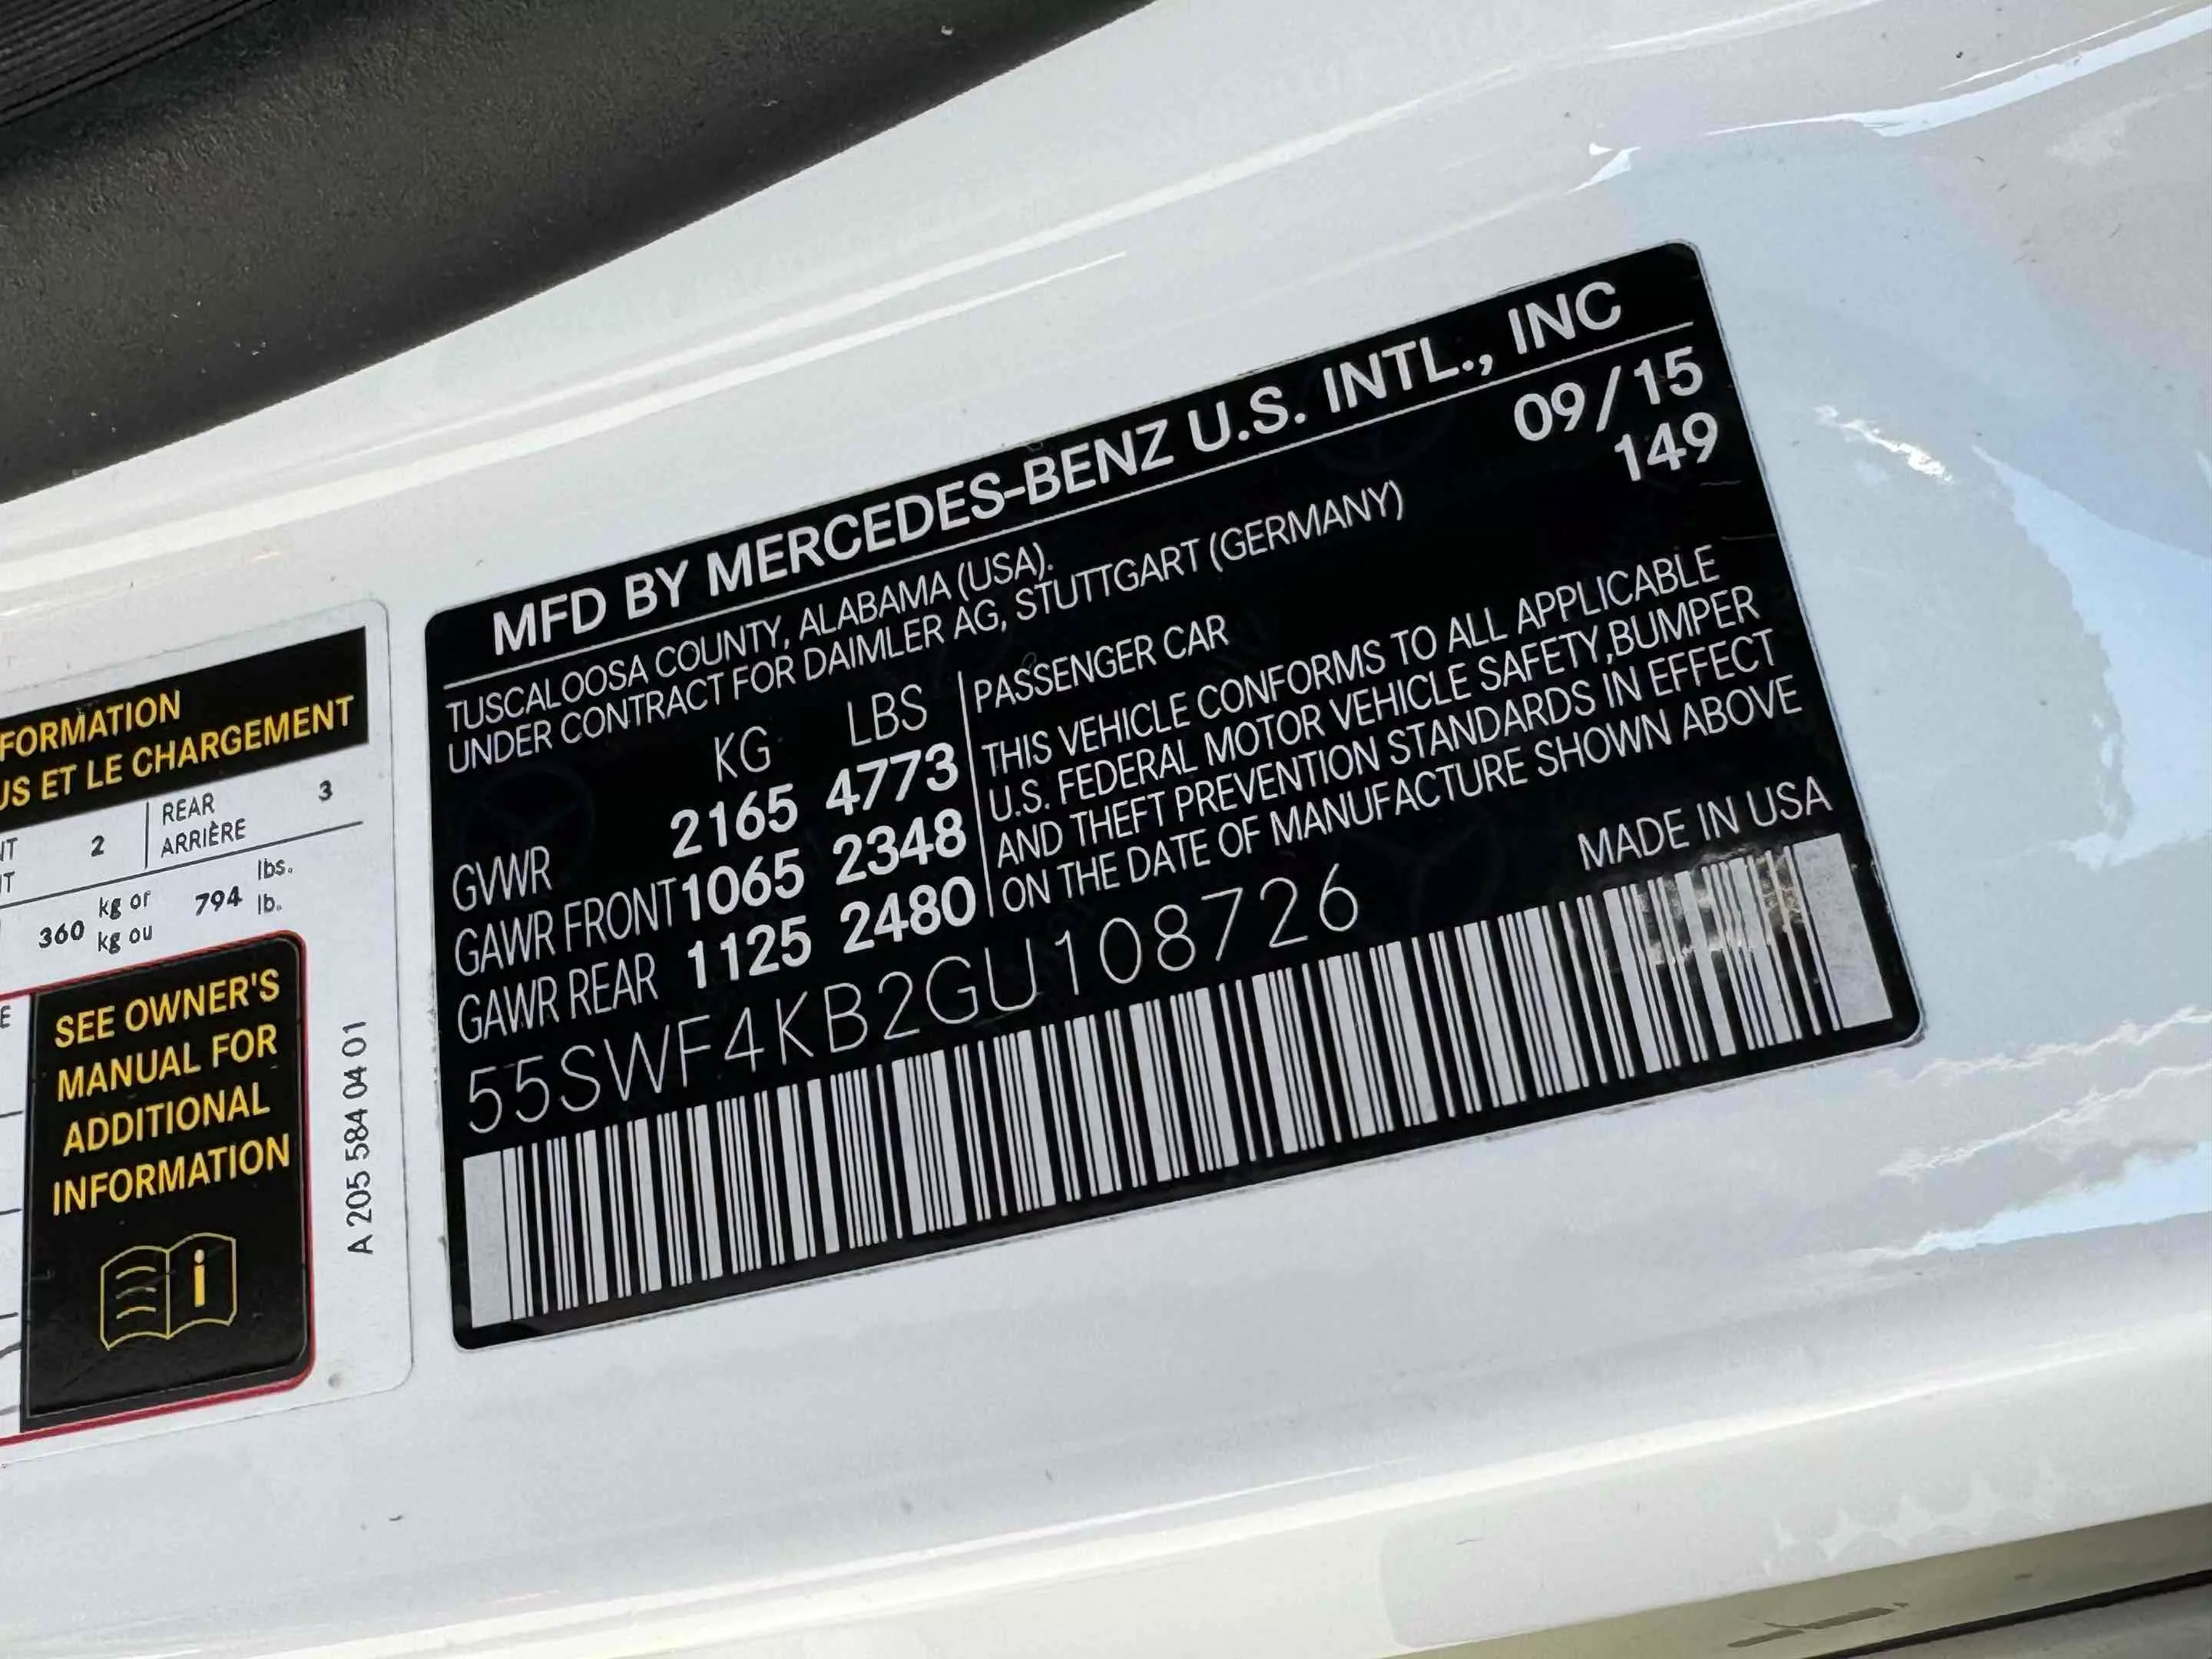 MFD BY MERCEDES-BENZ U.S. INTL., INC
TUSCALOOSA COUNTY, ALABAMA (USA).
09/15
UNDER CONTRACT FOR DAIMLER AG, STUTTGART (GERMANY)
149
KG LBS
GVWR 2165 4773
GAWR FRONT 1065 2348
GAWR REAR 1125 2480
PASSENGER CAR
THIS VEHICLE CONFORMS TO ALL APPLICABLE
U.S. FEDERAL MOTOR VEHICLE SAFETY,BUMPER
AND THEFT PREVENTION STANDARDS IN EFFECT
ON THE DATE OF MANUFACTURE SHOWN ABOVE
55SWF4KB2GU108726
MADE IN USA
FORMATION
US ET LE CHARGEMENT
2
REAR 3
ARRIÈRE
360 kg or 794 lbs.
kg ou lb.
SEE OWNER'S
MANUAL FOR
ADDITIONAL
INFORMATION
i
A 205 584 04 01